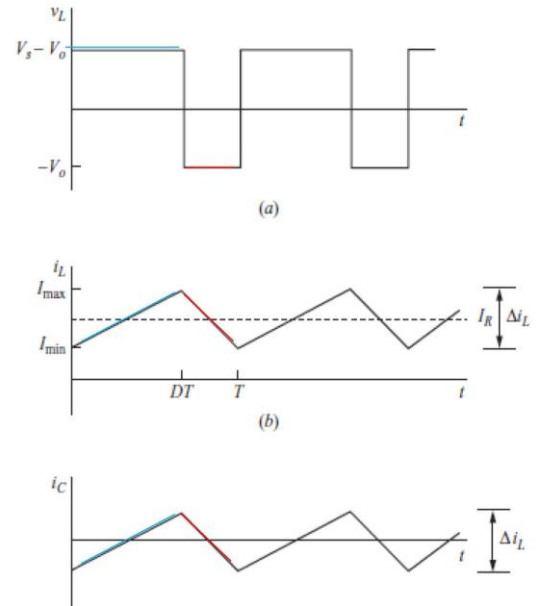 v_L
V_s – V_o
t
–V_o
(a)
i_L
I_max
I_R Δi_L
I_min
DT T t
(b)
i_C
t Δi_L